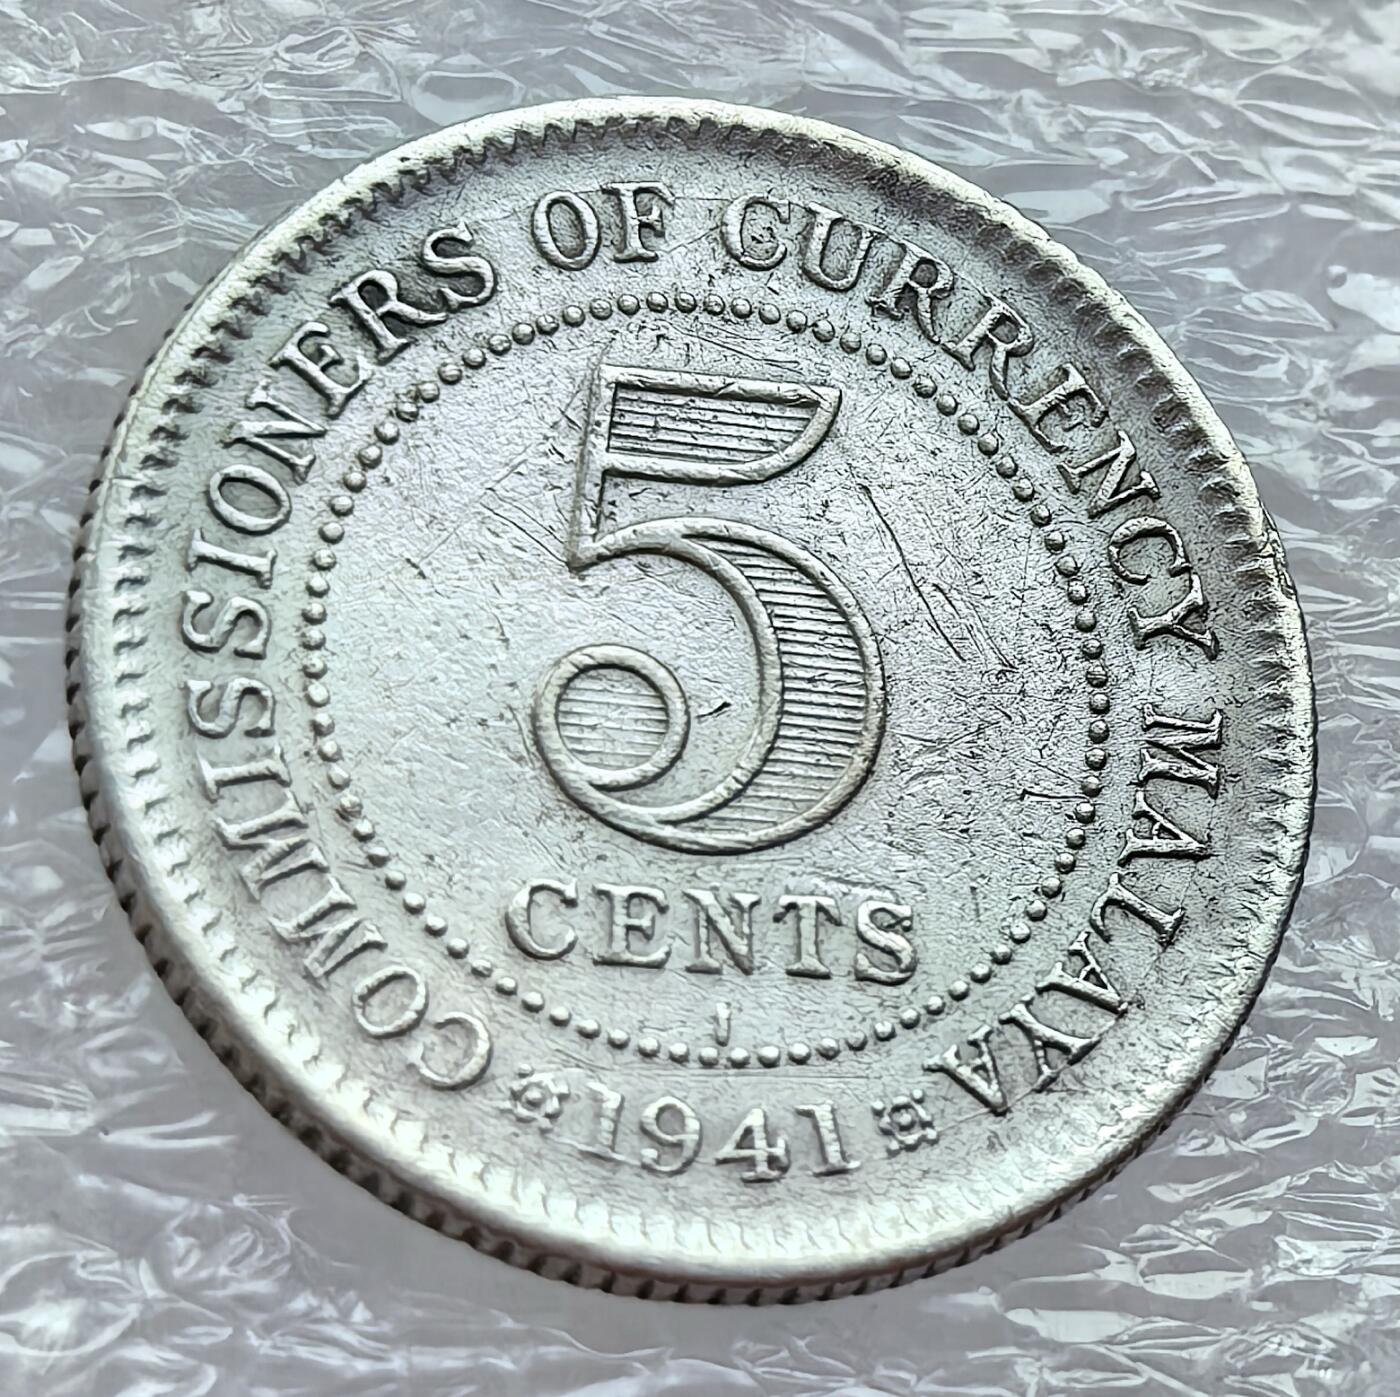 COMMISSIONERS OF CURRENCY MALAYA
5
CENTS
I
1941